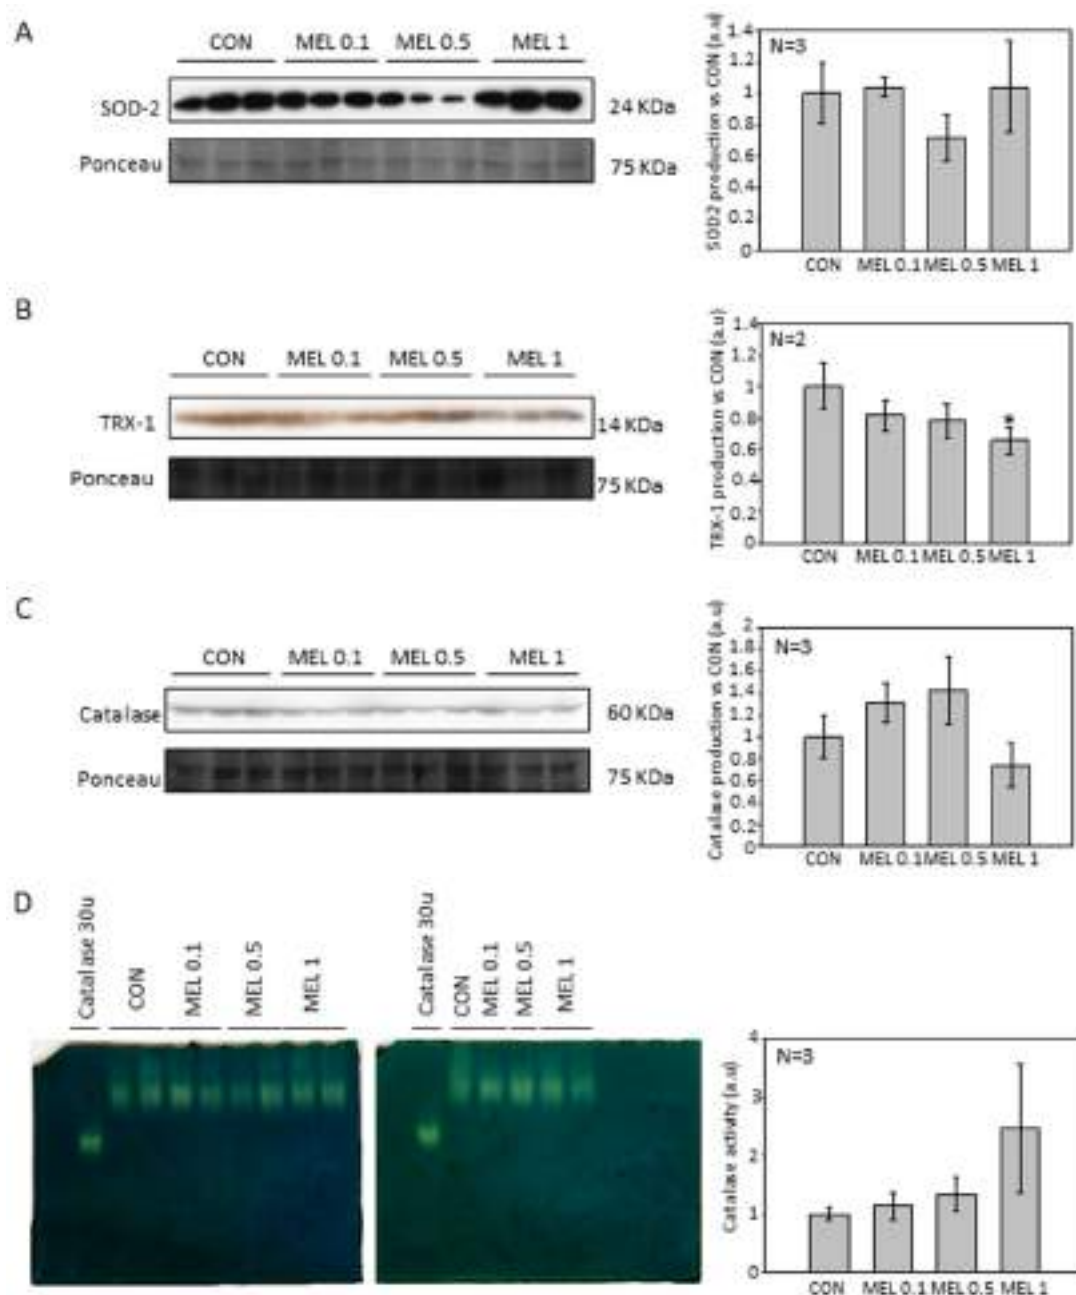 A
CON MEL 0.1 MEL 0.5 MEL 1
SOD-2 24 KDa
Ponceau 75 KDa
SOD2 production vs CON (a.u)
N=3
1.4
1.2
1
0.8
0.6
0.4
0.2
0
CON MEL 0.1 MEL 0.5 MEL 1
B
CON MEL 0.1 MEL 0.5 MEL 1
TRX-1 14 KDa
Ponceau 75 KDa
TRX-1 production vs CON (a.u)
N=2
1.4
1.2
1
0.8
0.6
0.4
0.2
0
*
CON MEL 0.1 MEL 0.5 MEL 1
C
CON MEL 0.1 MEL 0.5 MEL 1
Catalase 60 KDa
Ponceau 75 KDa
Catalase production vs CON (a.u)
N=3
2
1.8
1.6
1.4
1.2
1
0.8
0.6
0.4
0.2
0
CON MEL 0.1 MEL 0.5 MEL 1
D
Catalase 30u CON MEL 0.1 MEL 0.5 MEL 1
Catalase 30u CON MEL 0.1 MEL 0.5 MEL 1
Catalase activity (a.u)
N=3
4
3
2
1
0
CON MEL 0.1 MEL 0.5 MEL 1